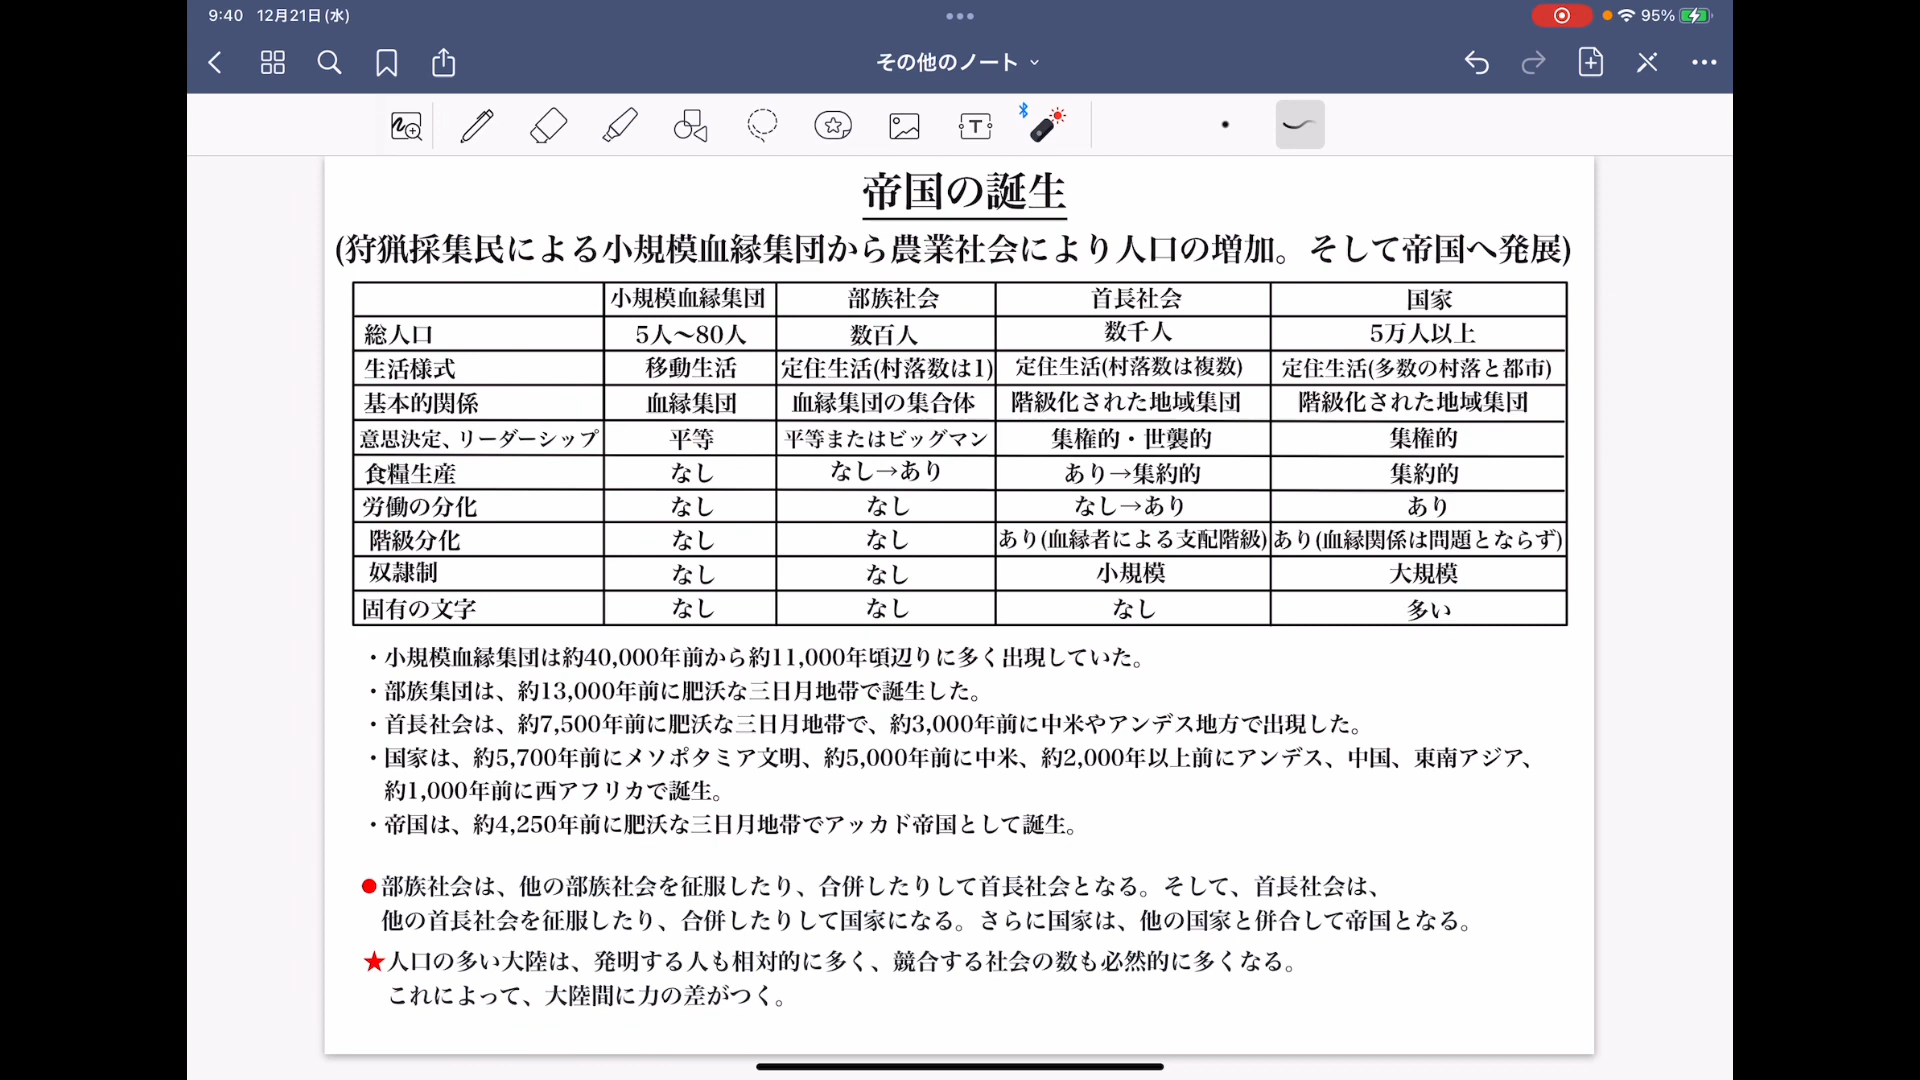 9:40 12月21日(水)
95%
その他のノート
T
帝国の誕生
(狩猟採集民による小規模血縁集団から農業社会により人口の増加。そして帝国へ発展)
小規模血縁集団 部族社会 首長社会 国家
総人口 5人〜80人 数百人 数千人 5万人以上
生活様式 移動生活 定住生活(村落数は1) 定住生活(村落数は複数) 定住生活(多数の村落と都市)
基本的関係 血縁集団 血縁集団の集合体 階級化された地域集団 階級化された地域集団
意思決定、リーダーシップ 平等 平等またはビッグマン 集権的・世襲的 集権的
食糧生産 なし なし→あり あり→集約的 集約的
労働の分化 なし なし なし→あり あり
階級分化 なし なし あり(血縁者による支配階級) あり(血縁関係は問題とならず)
奴隷制 なし なし 小規模 大規模
固有の文字 なし なし なし 多い
・小規模血縁集団は約40,000年前から約11,000年頃辺りに多く出現していた。
・部族集団は、約13,000年前に肥沃な三日月地帯で誕生した。
・首長社会は、約7,500年前に肥沃な三日月地帯で、約3,000年前に中米やアンデス地方で出現した。
・国家は、約5,700年前にメソポタミア文明、約5,000年前に中米、約2,000年以上前にアンデス、中国、東南アジア、
約1,000年前に西アフリカで誕生。
・帝国は、約4,250年前に肥沃な三日月地帯でアッカド帝国として誕生。
●部族社会は、他の部族社会を征服したり、合併したりして首長社会となる。そして、首長社会は、
他の首長社会を征服したり、合併したりして国家になる。さらに国家は、他の国家と併合して帝国となる。
★人口の多い大陸は、発明する人も相対的に多く、競合する社会の数も必然的に多くなる。
これによって、大陸間に力の差がつく。